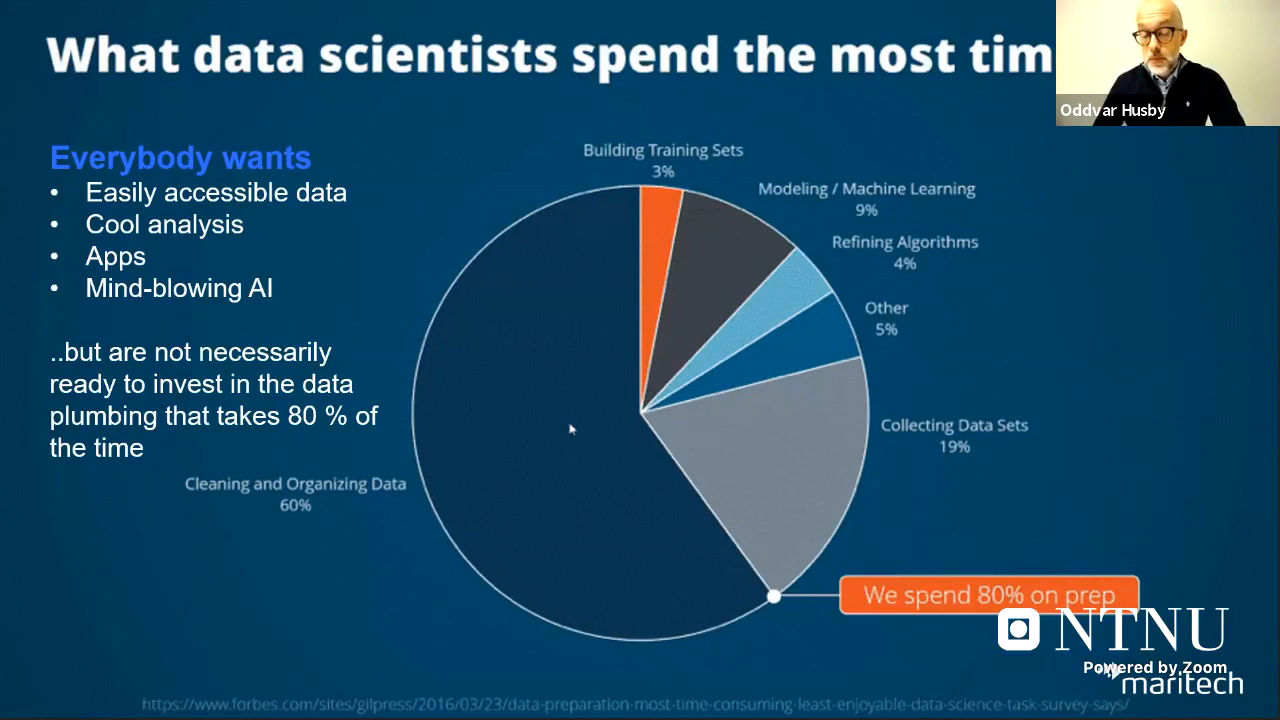 What data scientists spend the most tim
Oddvar Husby
Everybody wants
• Easily accessible data
• Cool analysis
• Apps
• Mind-blowing AI
..but are not necessarily
ready to invest in the data
plumbing that takes 80 % of
the time
Building Training Sets
3%
Modeling / Machine Learning
9%
Refining Algorithms
4%
Other
5%
Collecting Data Sets
19%
Cleaning and Organizing Data
60%
We spend 80% on prep
NTNU
Powered by Zoom
maritech
https://www.forbes.com/sites/gilpress/2016/03/23/data-preparation-most-time-consuming-least-enjoyable-data-science-task-survey-says/